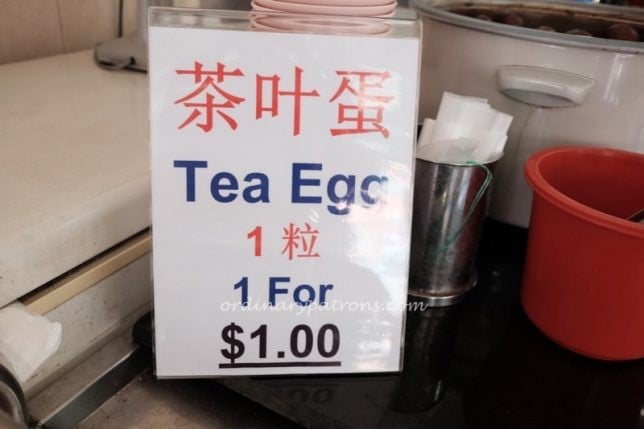 茶叶蛋
Tea Egg
1 粒
1 For
ordinarypatrons.com
$1.00